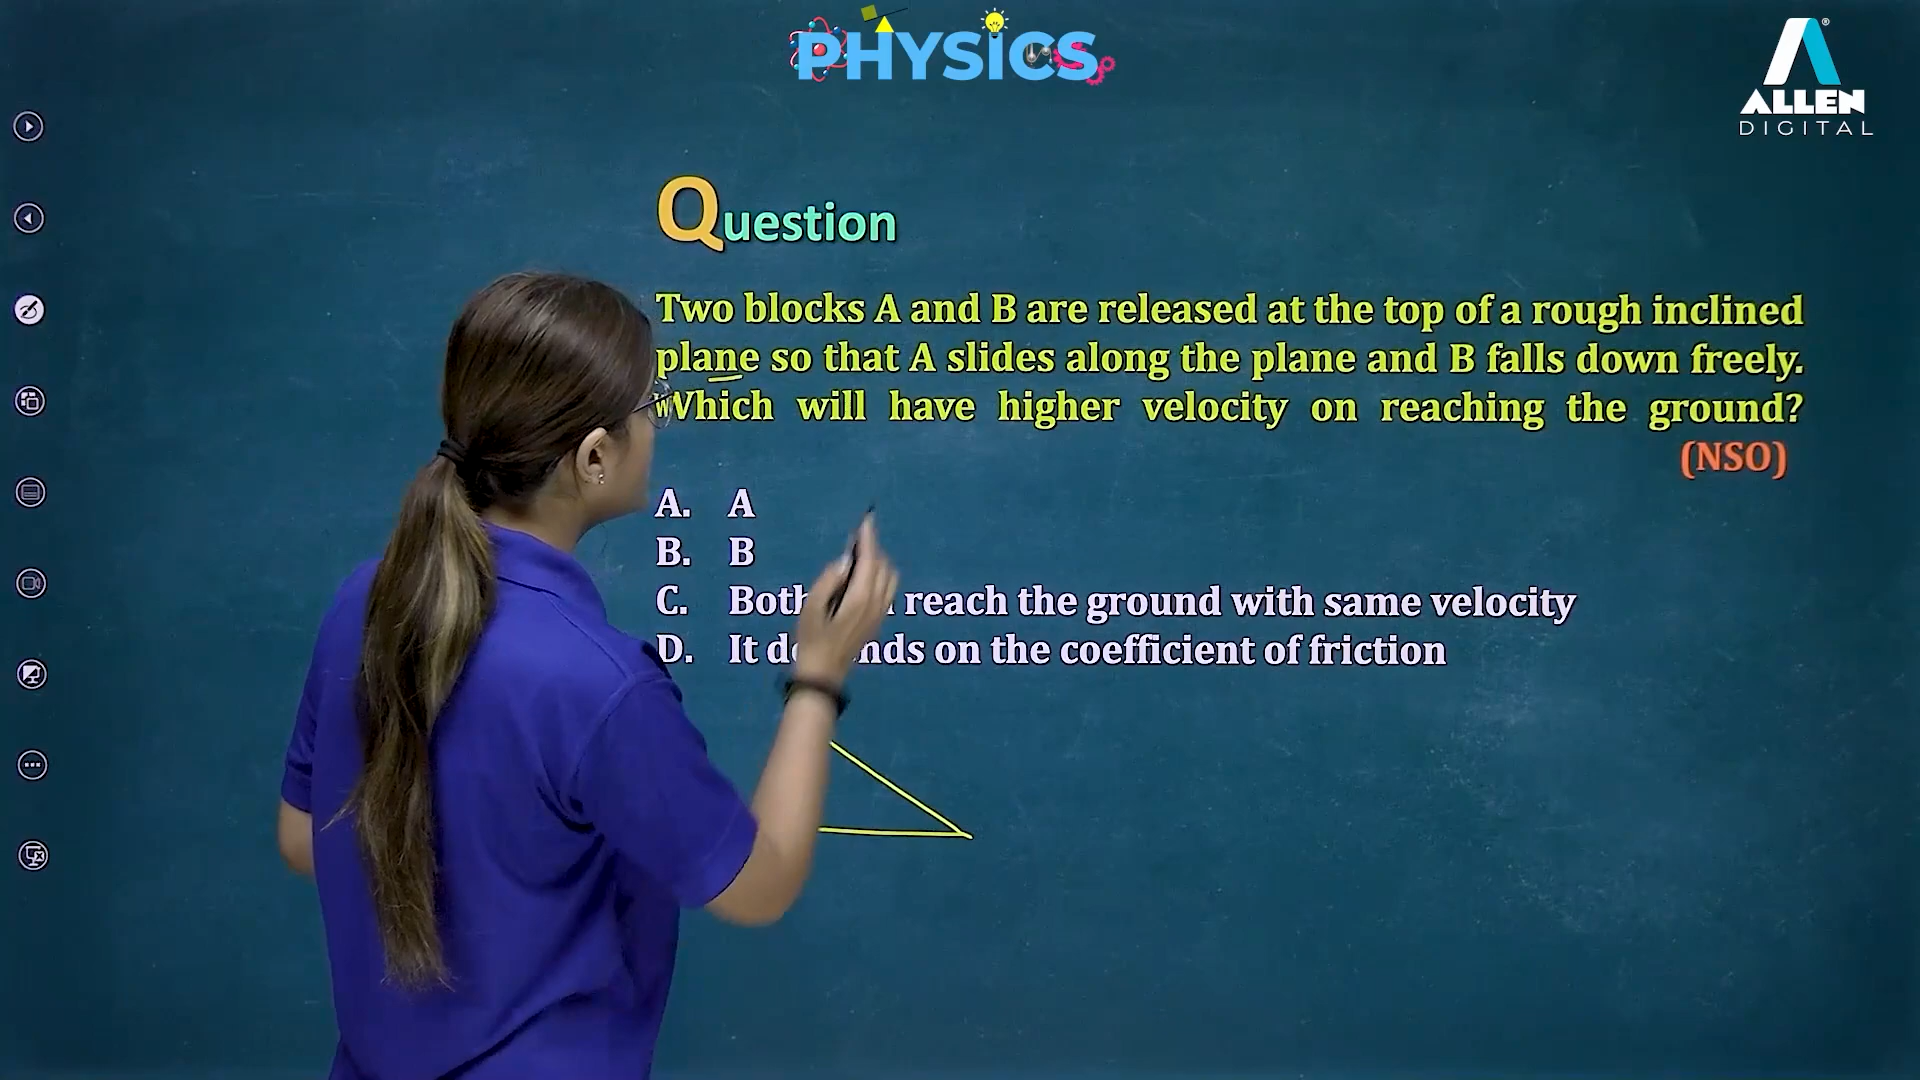 PHYSICS
ALLEN
DIGITAL
Question
Two blocks A and B are released at the top of a rough inclined
plane so that A slides along the plane and B falls down freely.
Which will have higher velocity on reaching the ground?
(NSO)
A. A
B. B
C. Both reach the ground with same velocity
D. It depends on the coefficient of friction